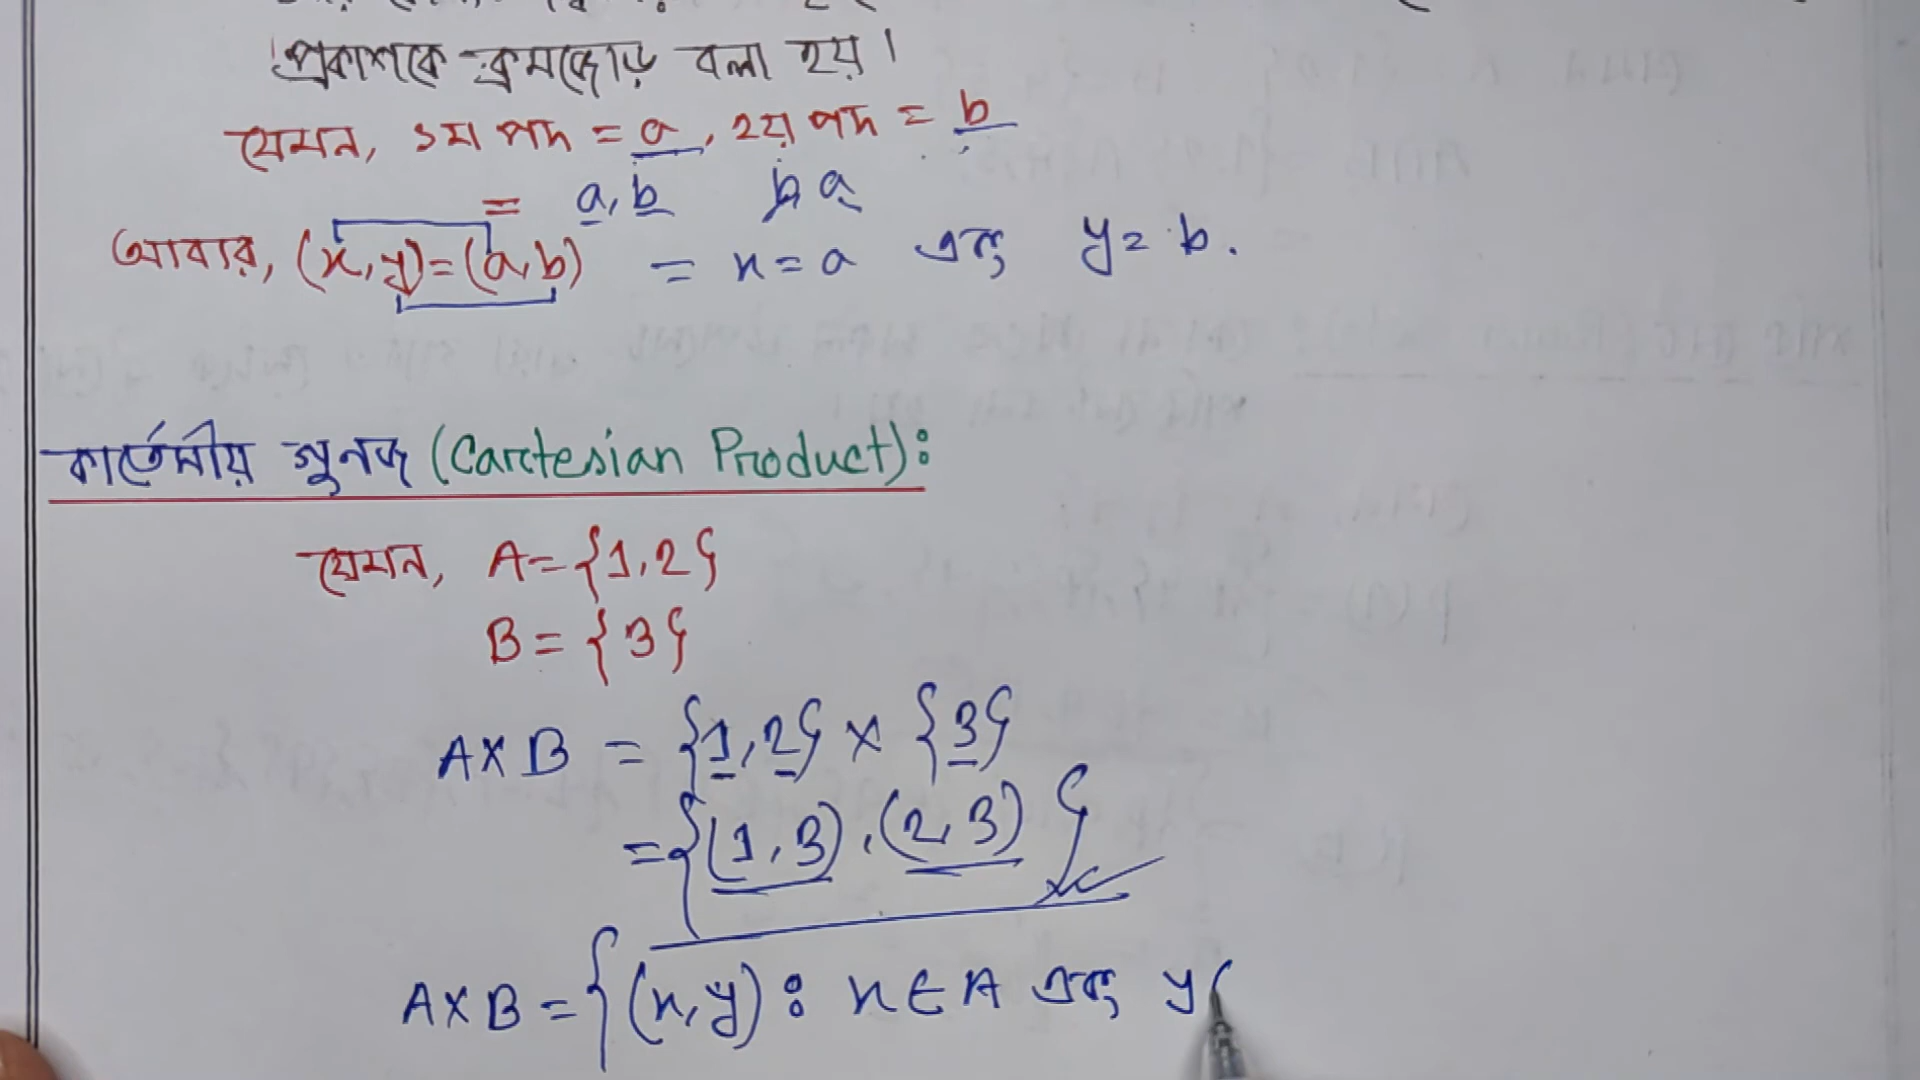 প্রকাশকে ক্রমজোড় বলা হয়।
যেমন, ১ম পদ = a, ২য় পদ = b
= a, b b a
আবার, (x, y) = (a, b) = x = a এবং y = b.
কার্তেসীয় গুনজ (Cartesian Product):
যেমন, A = {1, 2}
B = {3}
A × B = {1, 2} × {3}
= {(1, 3), (2, 3)}
A × B = {(x, y) : x ∈ A এবং y